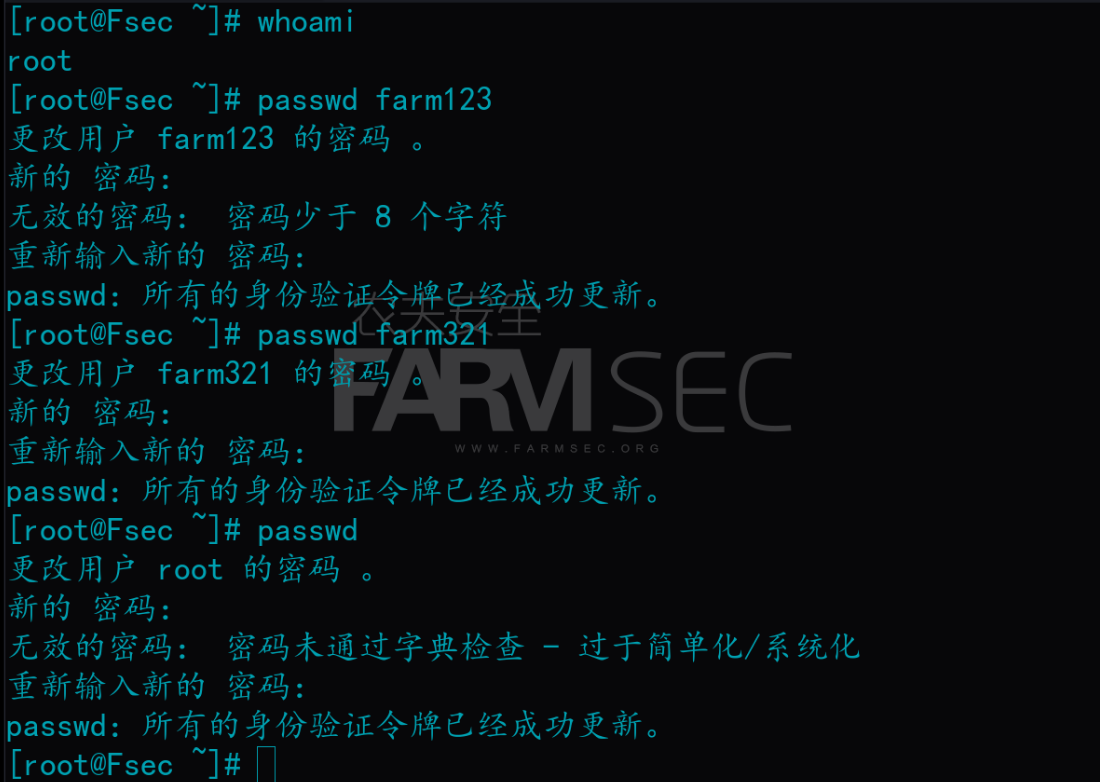 [root@Fsec ~]# whoami
root
[root@Fsec ~]# passwd farm123
更改用户 farm123 的密码 。
新的 密码：
无效的密码： 密码少于 8 个字符
重新输入新的 密码：
passwd：所有的身份验证令牌已经成功更新。
农夫安全
[root@Fsec ~]# passwd farm321
更改用户 farm321 的密码 。
FARMSEC
新的 密码：
重新输入新的 密码：
WWW.FARMSEC.ORG
passwd：所有的身份验证令牌已经成功更新。
[root@Fsec ~]# passwd
更改用户 root 的密码 。
新的 密码：
无效的密码： 密码未通过字典检查 - 过于简单化/系统化
重新输入新的 密码：
passwd：所有的身份验证令牌已经成功更新。
[root@Fsec ~]#